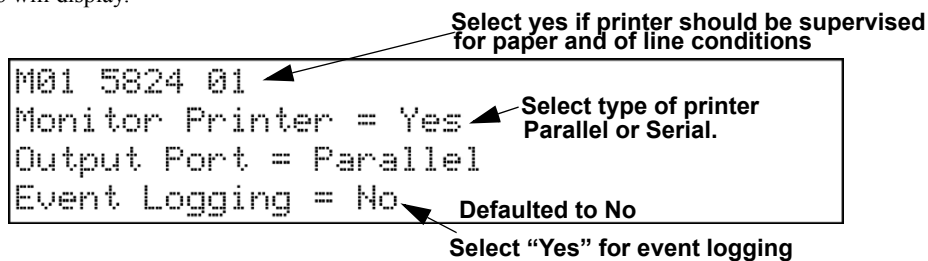 will display.
Select yes if printer should be supervised
for paper and of line conditions
M01 5824 01
Monitor Printer = Yes
Select type of printer
Parallel or Serial.
Output Port = Parallel
Event Logging = No
Defaulted to No
Select “Yes” for event logging